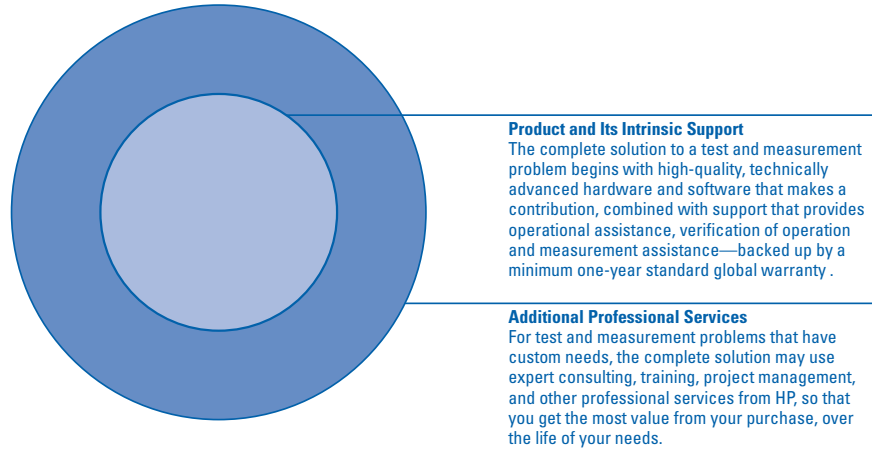 Product and Its Intrinsic Support
The complete solution to a test and measurement
problem begins with high-quality, technically
advanced hardware and software that makes a
contribution, combined with support that provides
operational assistance, verification of operation
and measurement assistance—backed up by a
minimum one-year standard global warranty .
Additional Professional Services
For test and measurement problems that have
custom needs, the complete solution may use
expert consulting, training, project management,
and other professional services from HP, so that
you get the most value from your purchase, over
the life of your needs.